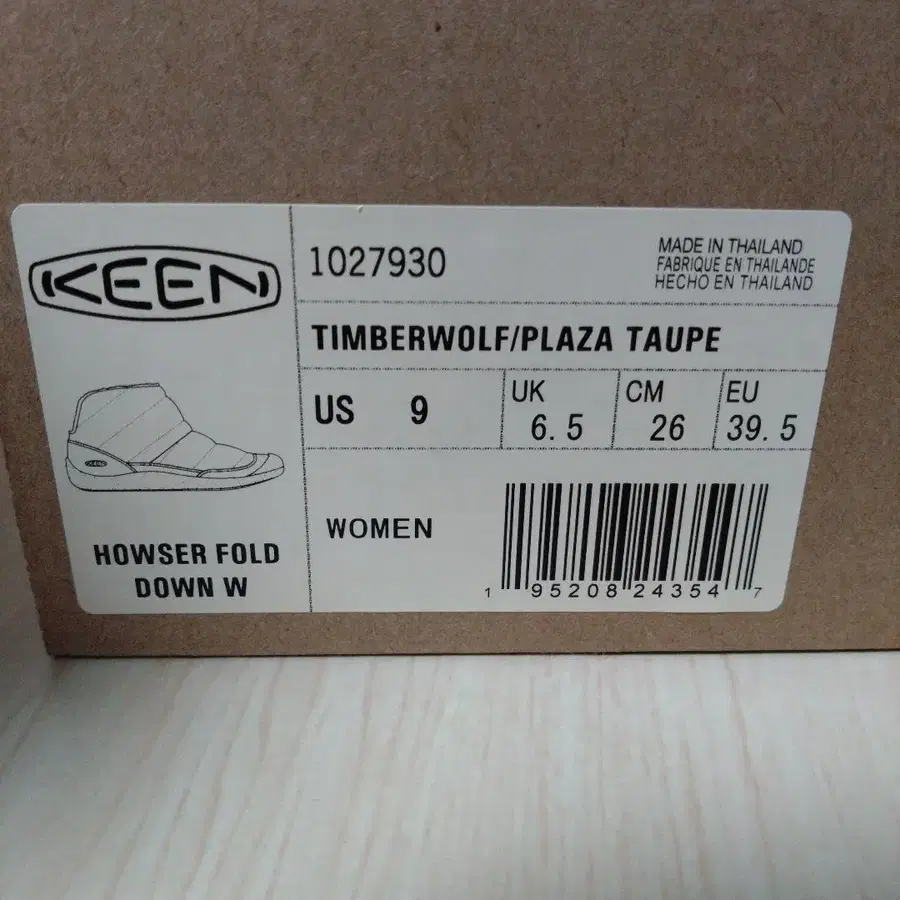 KEEN
1027930
MADE IN THAILAND
FABRIQUE EN THAILANDE
HECHO EN THAILAND
TIMBERWOLF/PLAZA TAUPE
US 9
UK 6.5
CM 26
EU 39.5
KEEN
HOWSER FOLD
DOWN W
WOMEN
1 95208 24354 7